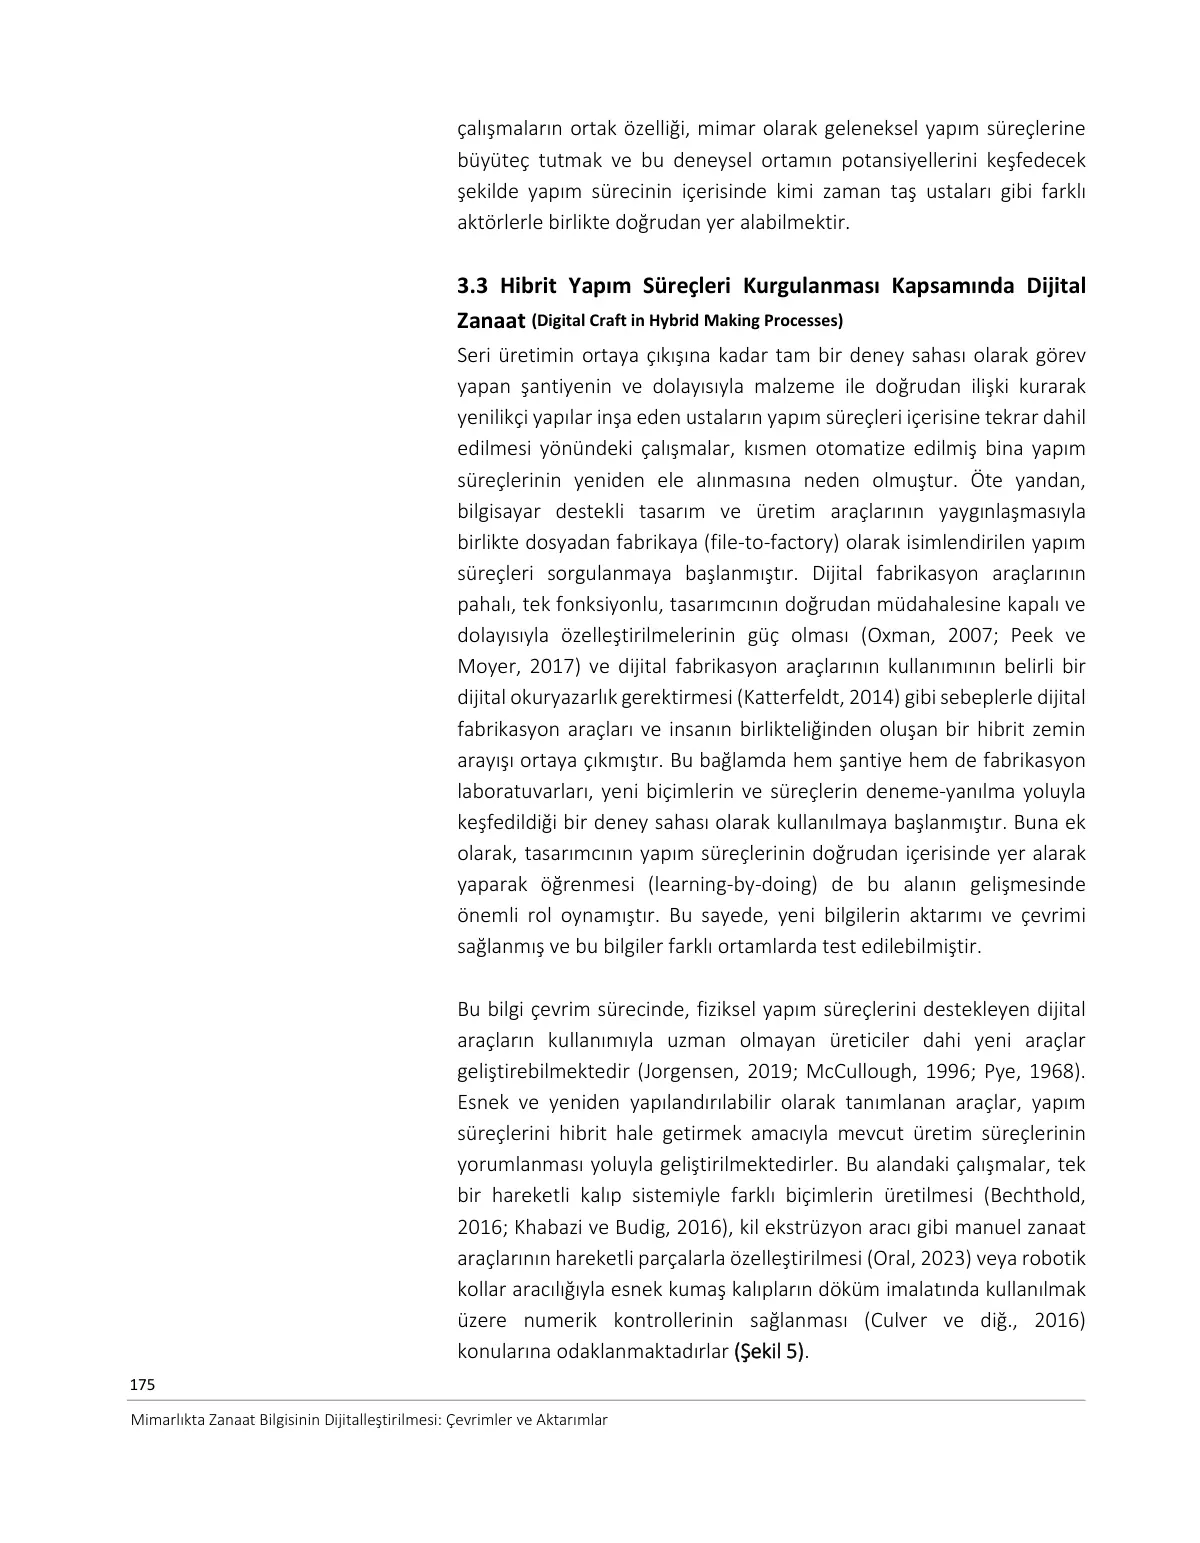 çalışmaların ortak özelliği, mimar olarak geleneksel yapım süreçlerine
büyüteç tutmak ve bu deneysel ortamın potansiyellerini keşfedecek
şekilde yapım sürecinin içerisinde kimi zaman taş ustaları gibi farklı
aktörlerle birlikte doğrudan yer alabilmektir.
3.3 Hibrit Yapım Süreçleri Kurgulanması Kapsamında Dijital
Zanaat (Digital Craft in Hybrid Making Processes)
Seri üretimin ortaya çıkışına kadar tam bir deney sahası olarak görev
yapan şantiyenin ve dolayısıyla malzeme ile doğrudan ilişki kurarak
yenilikçi yapılar inşa eden ustaların yapım süreçleri içerisine tekrar dahil
edilmesi yönündeki çalışmalar, kısmen otomatize edilmiş bina yapım
süreçlerinin yeniden ele alınmasına neden olmuştur. Öte yandan,
bilgisayar destekli tasarım ve üretim araçlarının yaygınlaşmasıyla
birlikte dosyadan fabrikaya (file-to-factory) olarak isimlendirilen yapım
süreçleri sorgulanmaya başlanmıştır. Dijital fabrikasyon araçlarının
pahalı, tek fonksiyonlu, tasarımcının doğrudan müdahalesine kapalı ve
dolayısıyla özelleştirilmelerinin güç olması (Oxman, 2007; Peek ve
Moyer, 2017) ve dijital fabrikasyon araçlarının kullanımının belirli bir
dijital okuryazarlık gerektirmesi (Katterfeldt, 2014) gibi sebeplerle dijital
fabrikasyon araçları ve insanın birlikteliğinden oluşan bir hibrit zemin
arayışı ortaya çıkmıştır. Bu bağlamda hem şantiye hem de fabrikasyon
laboratuvarları, yeni biçimlerin ve süreçlerin deneme-yanılma yoluyla
keşfedildiği bir deney sahası olarak kullanılmaya başlanmıştır. Buna ek
olarak, tasarımcının yapım süreçlerinin doğrudan içerisinde yer alarak
yaparak öğrenmesi (learning-by-doing) de bu alanın gelişmesinde
önemli rol oynamıştır. Bu sayede, yeni bilgilerin aktarımı ve çevrimi
sağlanmış ve bu bilgiler farklı ortamlarda test edilebilmiştir.
Bu bilgi çevrim sürecinde, fiziksel yapım süreçlerini destekleyen dijital
araçların kullanımıyla uzman olmayan üreticiler dahi yeni araçlar
geliştirebilmektedir (Jorgensen, 2019; McCullough, 1996; Pye, 1968).
Esnek ve yeniden yapılandırılabilir olarak tanımlanan araçlar, yapım
süreçlerini hibrit hale getirmek amacıyla mevcut üretim süreçlerinin
yorumlanması yoluyla geliştirilmektedirler. Bu alandaki çalışmalar, tek
bir hareketli kalıp sistemiyle farklı biçimlerin üretilmesi (Bechthold,
2016; Khabazi ve Budig, 2016), kil ekstrüzyon aracı gibi manuel zanaat
araçlarının hareketli parçalarla özelleştirilmesi (Oral, 2023) veya robotik
kollar aracılığıyla esnek kumaş kalıpların döküm imalatında kullanılmak
üzere numerik kontrollerinin sağlanması (Culver ve diğ., 2016)
konularına odaklanmaktadırlar (Şekil 5).
175
Mimarlıkta Zanaat Bilgisinin Dijitalleştirilmesi: Çevrimler ve Aktarımlar